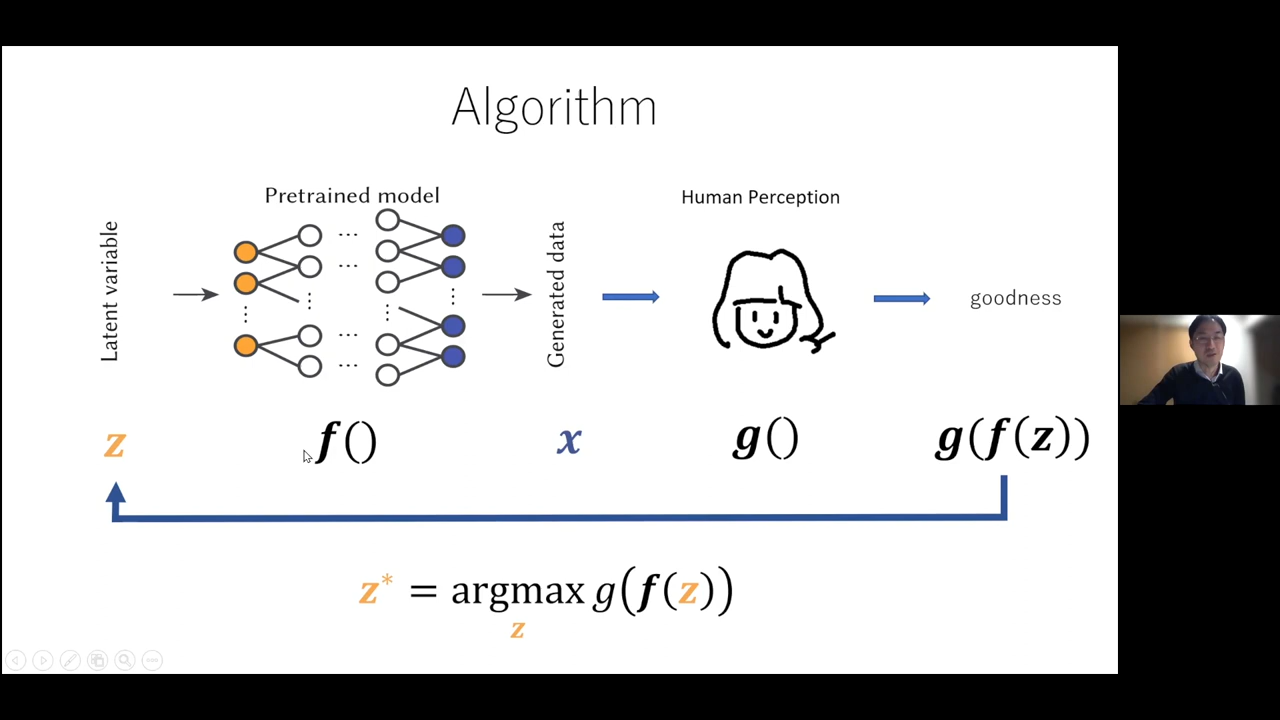 Algorithm
Pretrained model
Human Perception
Latent variable
Generated data
goodness
z
f()
x
g()
g(f(z))
z* = argmax g(f(z))
z